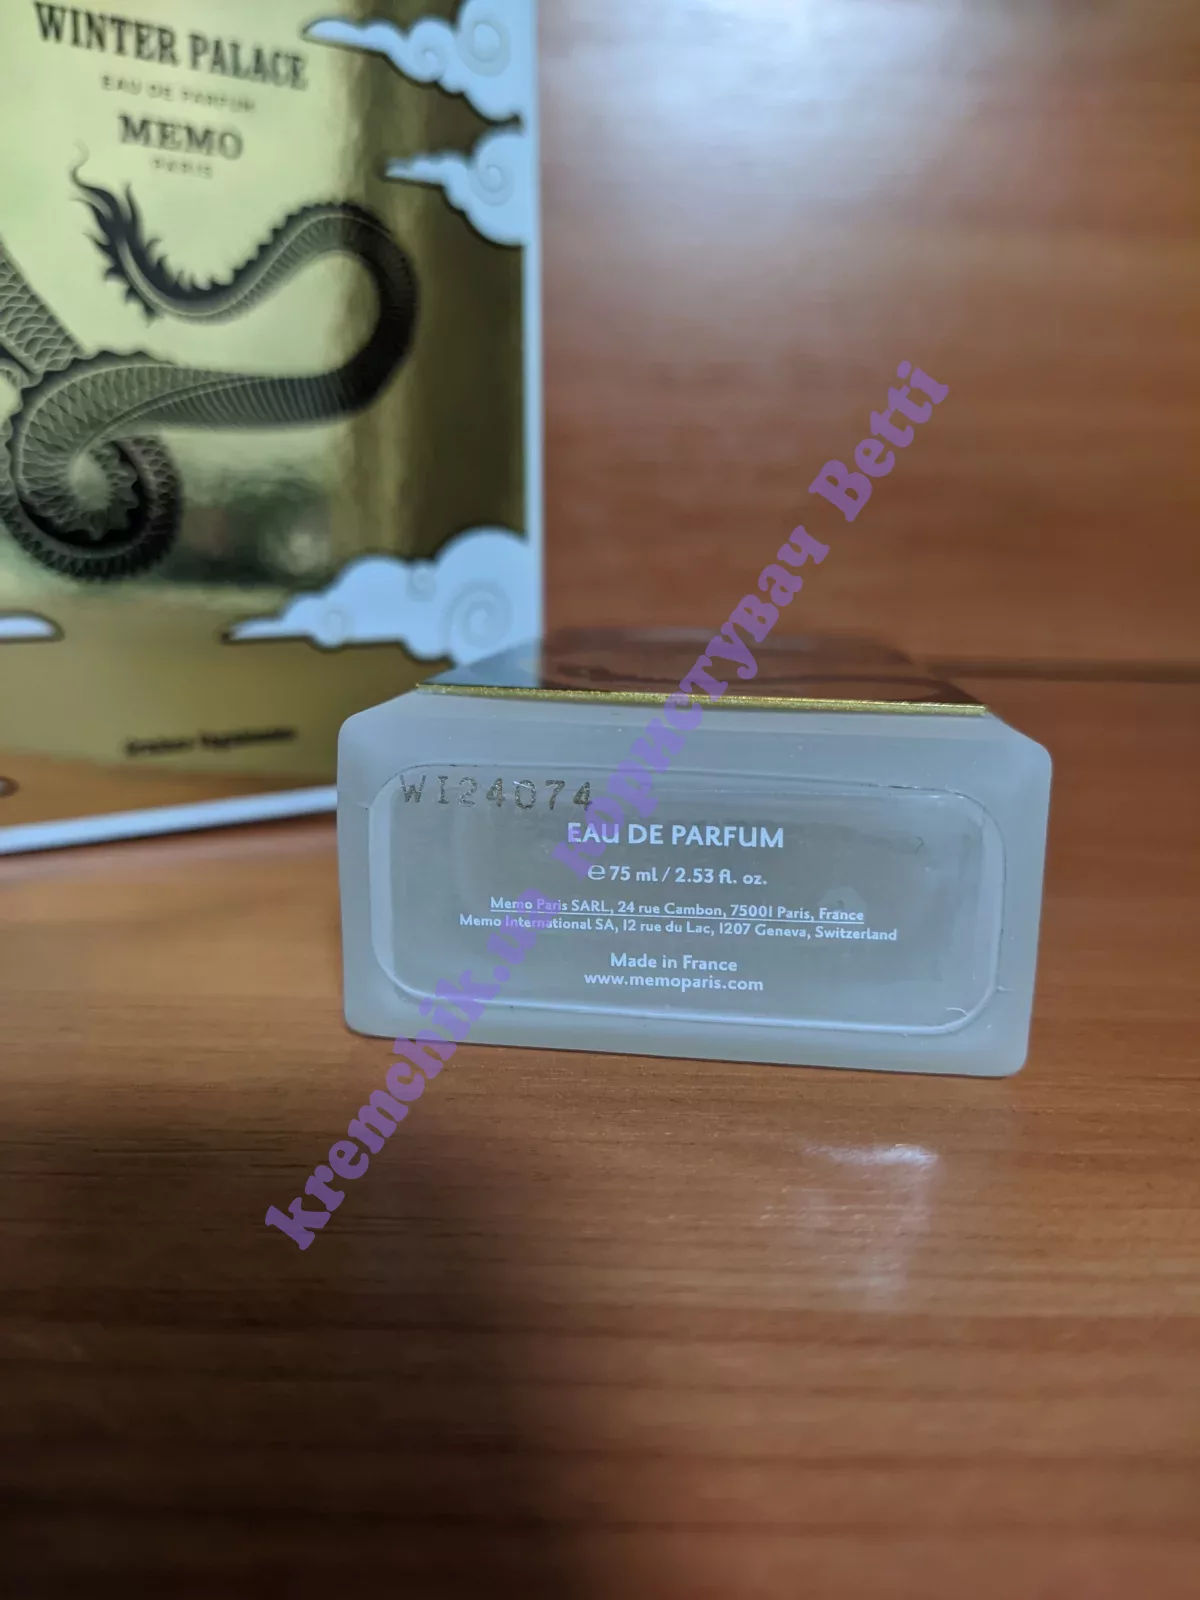 WINTER PALACE
EAU DE PARFUM
MEMO
PARIS
WI24074
EAU DE PARFUM
℮ 75 ml / 2.53 fl. oz.
Memo Paris SARL, 24 rue Cambon, 75001 Paris, France
Memo International SA, 12 rue du Lac, 1207 Geneva, Switzerland
Made in France
www.memoparis.com
kremchik.ua користувач Betti